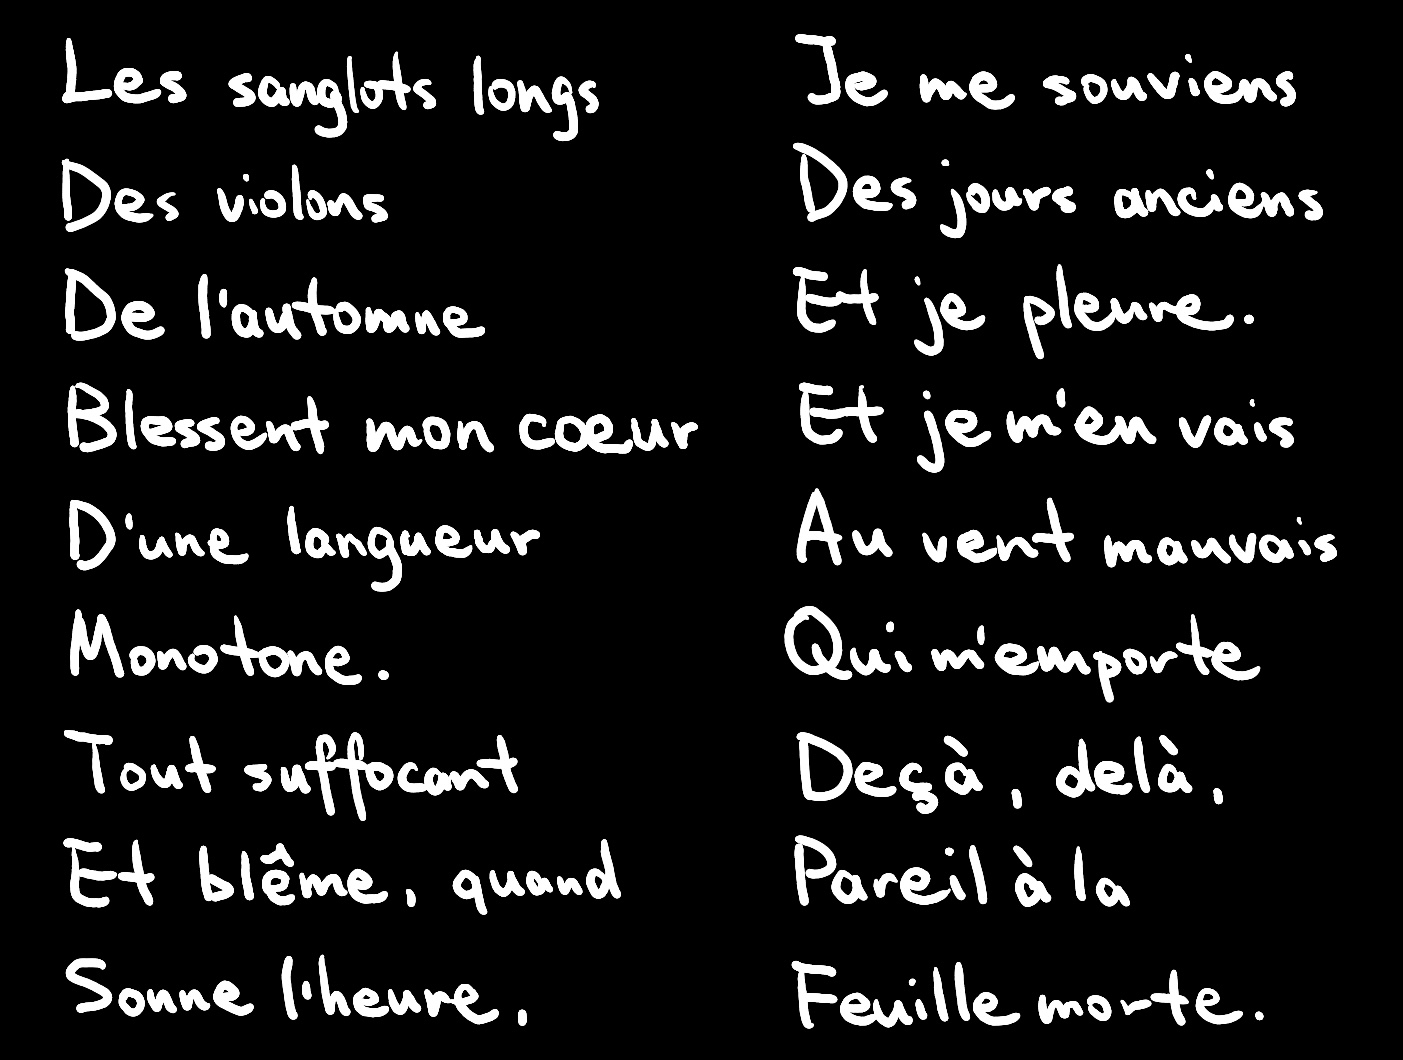 Les sanglots longs
Des violons
De l'automne
Blessent mon cœur
D'une langueur
Monotone.
Tout suffocant
Et blême, quand
Sonne l'heure,
Je me souviens
Des jours anciens
Et je pleure.
Et je m'en vais
Au vent mauvais
Qui m'emporte
Deçà, delà,
Pareil à la
Feuille morte.